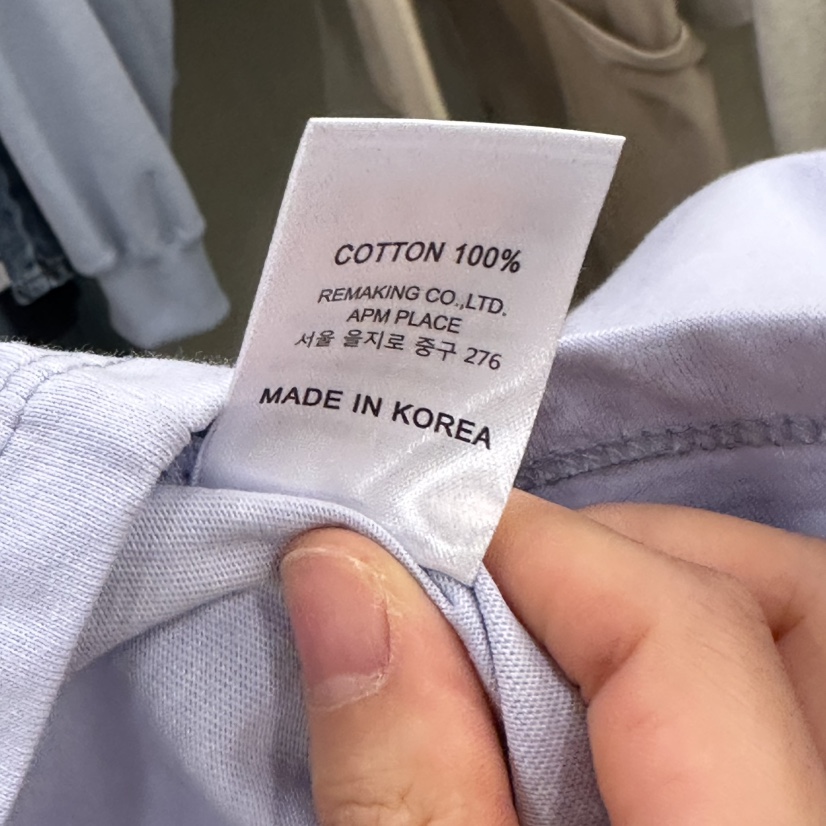 COTTON 100%
REMAKING CO.,LTD.
APM PLACE
서울 을지로 중구 276
MADE IN KOREA